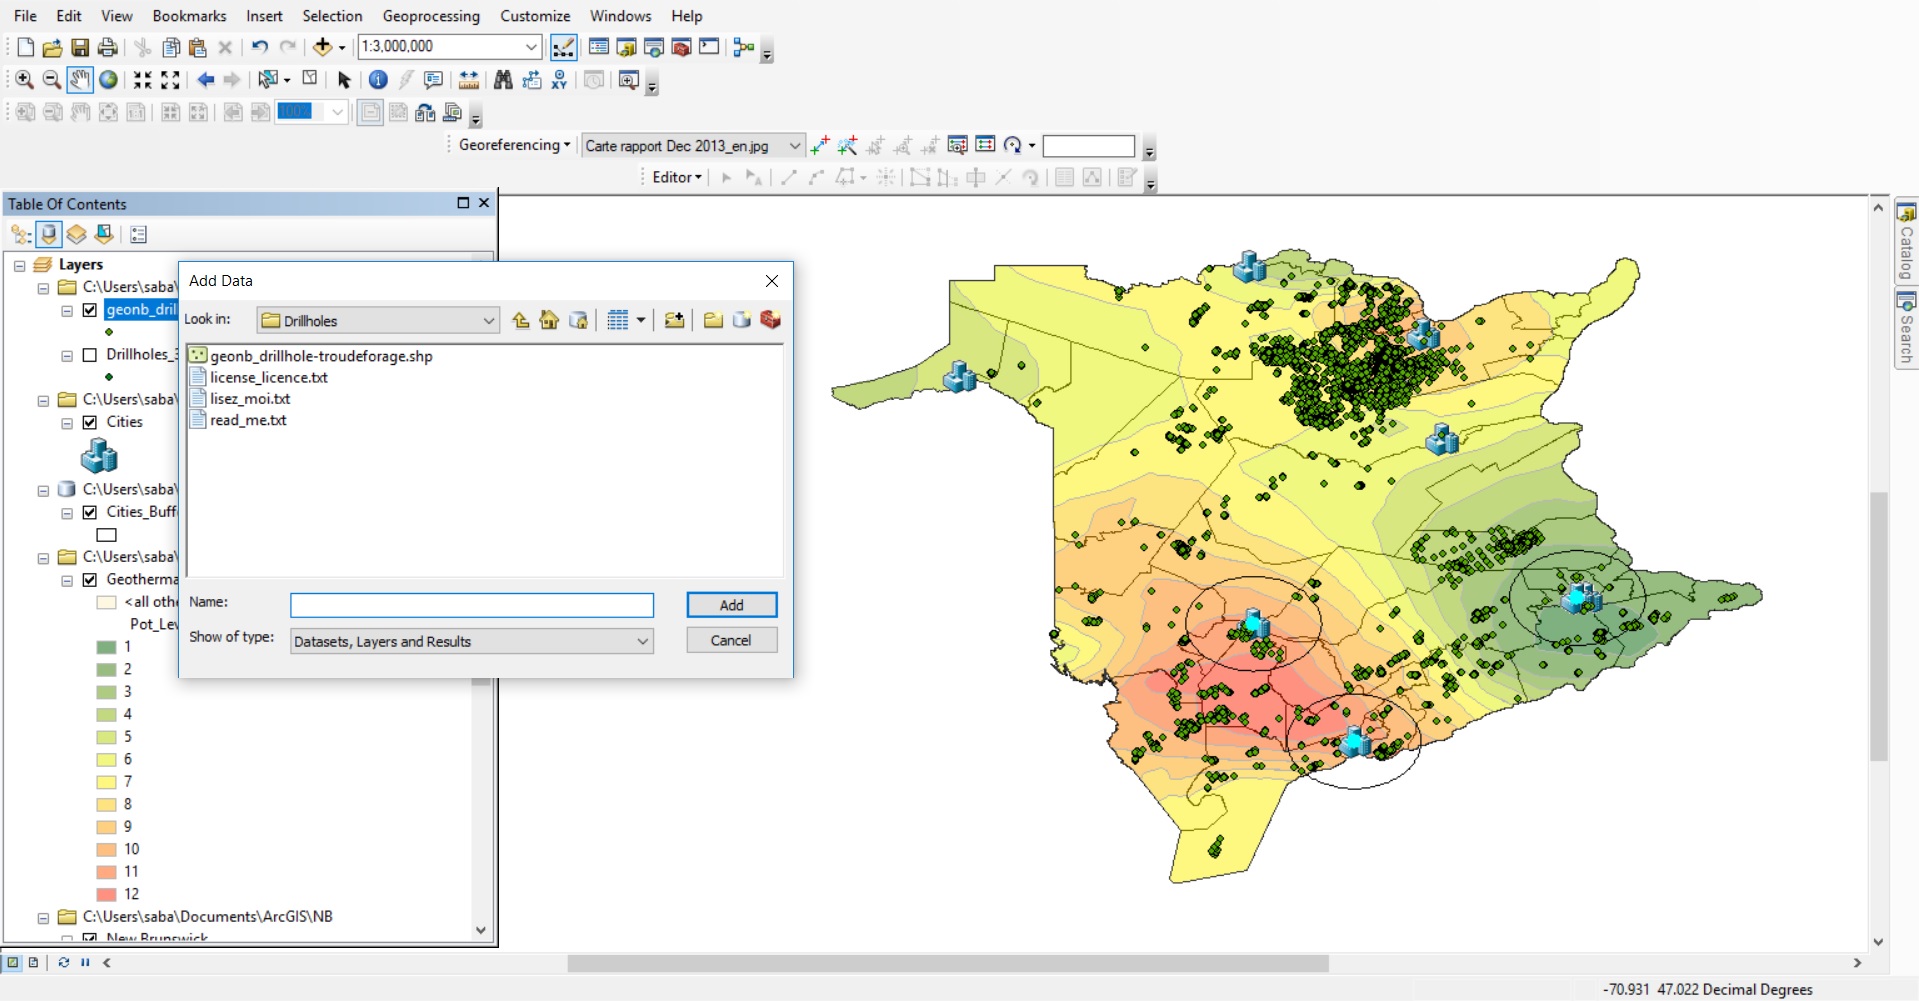 File Edit View Bookmarks Insert Selection Geoprocessing Customize Windows Help
1:3,000,000
100%
Georeferencing Carte rapport Dec 2013_en.jpg
Editor
Table Of Contents
Layers
C:\Users\saba\
geonb_dril
Drillholes_3
C:\Users\saba\
Cities
C:\Users\saba\
Cities_Buff
C:\Users\saba\
Geotherma
<all othe
Pot_Lev
1
2
3
4
5
6
7
8
9
10
11
12
C:\Users\saba\Documents\ArcGIS\NB
New Brunswick
Add Data
Look in: Drillholes
geonb_drillhole-troudeforage.shp
license_licence.txt
lisez_moi.txt
read_me.txt
Name:
Add
Show of type: Datasets, Layers and Results
Cancel
Catalog
Search
-70.931 47.022 Decimal Degrees